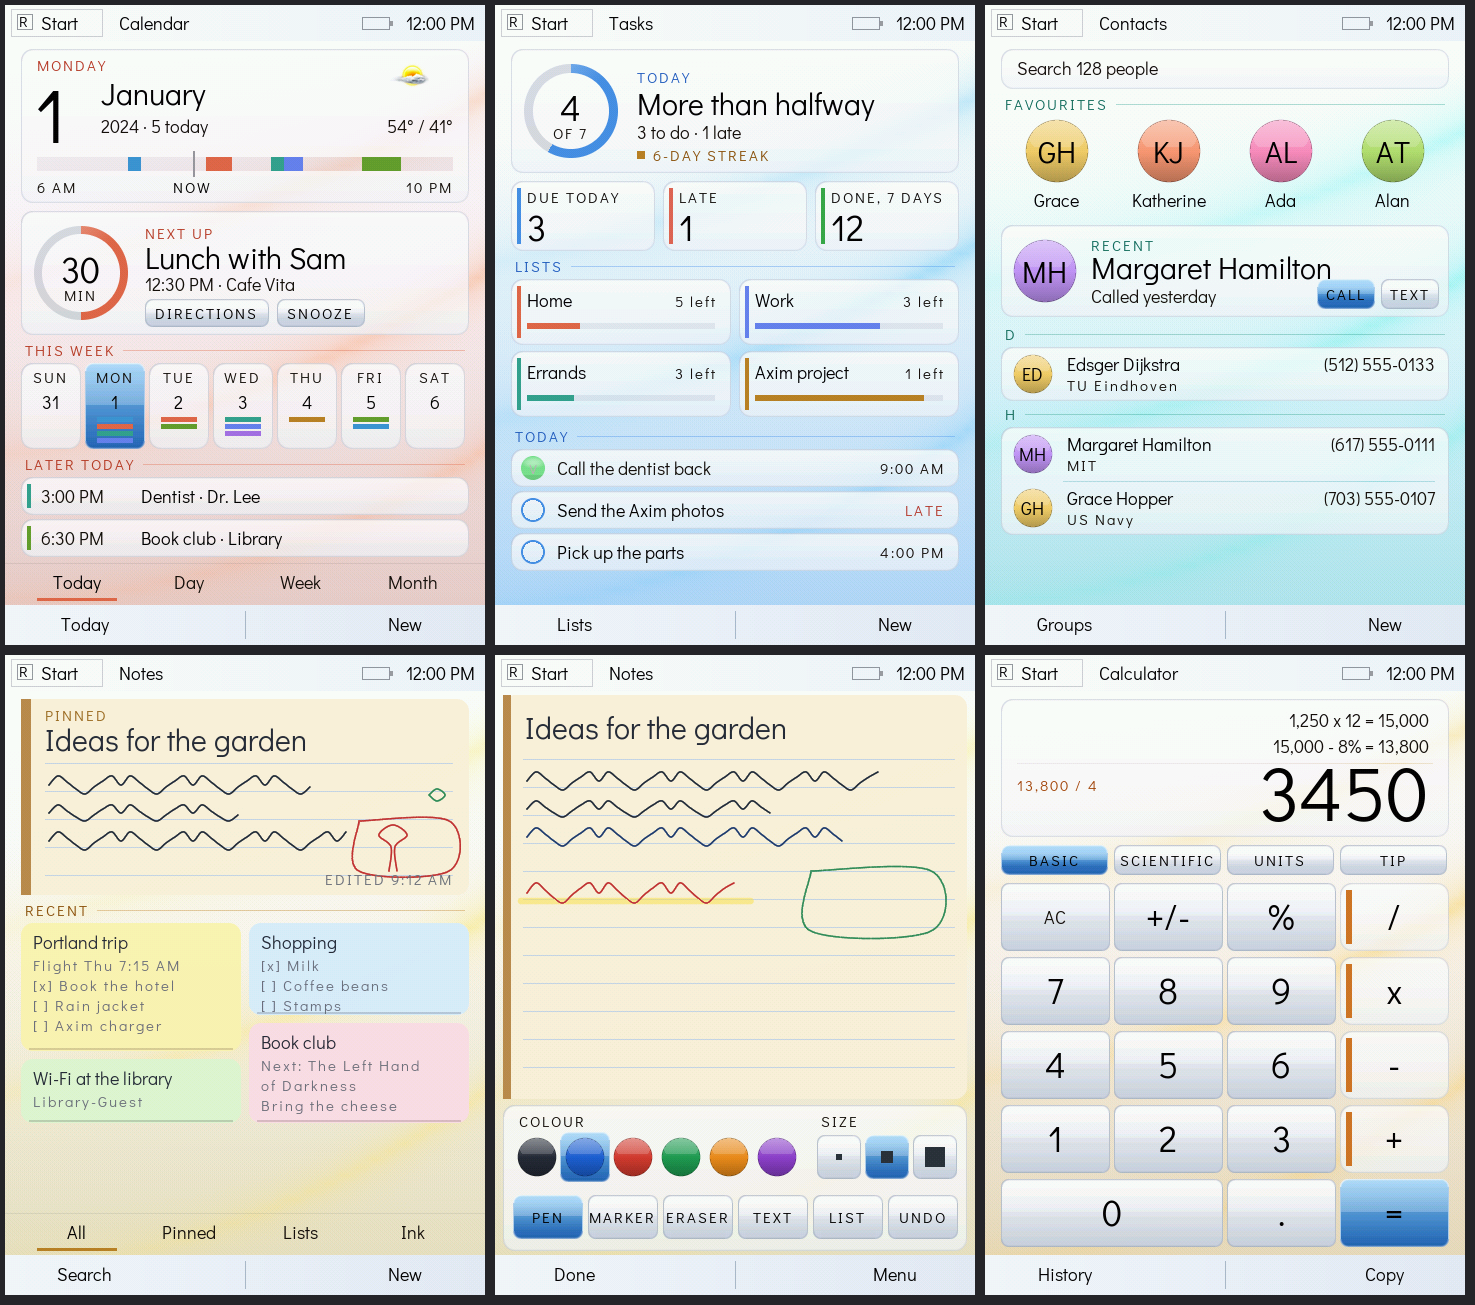 R Start Calendar 12:00 PM
MONDAY
1 January
2024 · 5 today 54° / 41°
6 AM NOW 10 PM
30 MIN
NEXT UP
Lunch with Sam
12:30 PM · Cafe Vita
DIRECTIONS SNOOZE
THIS WEEK
SUN MON TUE WED THU FRI SAT
31 1 2 3 4 5 6
LATER TODAY
3:00 PM Dentist · Dr. Lee
6:30 PM Book club · Library
Today Day Week Month
Today New
R Start Tasks 12:00 PM
4 OF 7
TODAY
More than halfway
3 to do · 1 late
6-DAY STREAK
DUE TODAY LATE DONE, 7 DAYS
3 1 12
LISTS
Home 5 left Work 3 left
Errands 3 left Axim project 1 left
TODAY
Call the dentist back 9:00 AM
Send the Axim photos LATE
Pick up the parts 4:00 PM
Lists New
R Start Contacts 12:00 PM
Search 128 people
FAVOURITES
GH KJ AL AT
Grace Katherine Ada Alan
MH
RECENT
Margaret Hamilton
Called yesterday CALL TEXT
D
ED Edsger Dijkstra (512) 555-0133
TU Eindhoven
H
MH Margaret Hamilton (617) 555-0111
MIT
GH Grace Hopper (703) 555-0107
US Navy
Groups New
R Start Notes 12:00 PM
PINNED
Ideas for the garden
EDITED 9:12 AM
RECENT
Portland trip
Flight Thu 7:15 AM
[x] Book the hotel
[ ] Rain jacket
[ ] Axim charger
Shopping
[x] Milk
[ ] Coffee beans
[ ] Stamps
Wi-Fi at the library
Library-Guest
Book club
Next: The Left Hand
of Darkness
Bring the cheese
All Pinned Lists Ink
Search New
R Start Notes 12:00 PM
Ideas for the garden
COLOUR SIZE
PEN MARKER ERASER TEXT LIST UNDO
Done Menu
R Start Calculator 12:00 PM
1,250 x 12 = 15,000
15,000 - 8% = 13,800
13,800 / 4 3450
BASIC SCIENTIFIC UNITS TIP
AC +/- % /
7 8 9 x
4 5 6 -
1 2 3 +
0 . =
History Copy